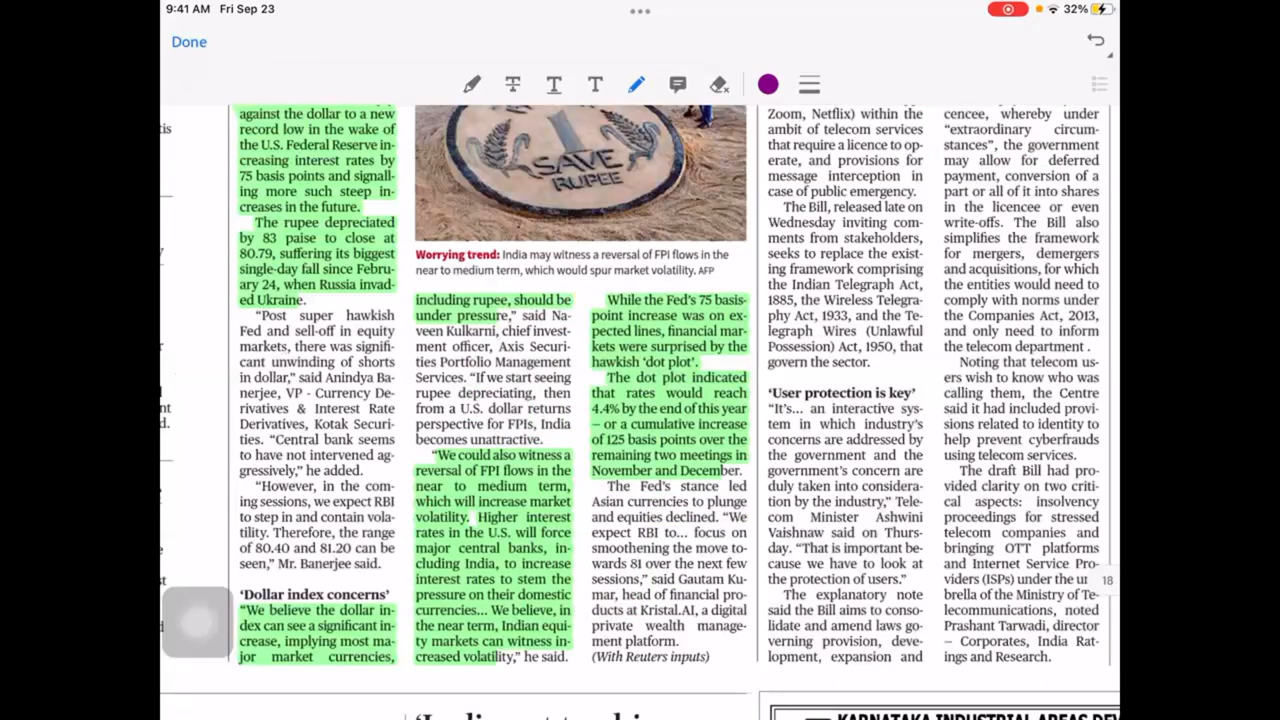 9:41 AM Fri Sep 23
32%
Done
against the dollar to a new
record low in the wake of
the U.S. Federal Reserve in-
creasing interest rates by
75 basis points and signall-
ing more such steep in-
creases in the future.
The rupee depreciated
by 83 paise to close at
80.79, suffering its biggest
single-day fall since Febru-
ary 24, when Russia invad-
ed Ukraine.
“Post super hawkish
Fed and sell-off in equity
markets, there was signifi-
cant unwinding of shorts
in dollar,” said Anindya Ba-
nerjee, VP - Currency De-
rivatives & Interest Rate
Derivatives, Kotak Securi-
ties. “Central bank seems
to have not intervened ag-
gressively,” he added.
“However, in the com-
ing sessions, we expect RBI
to step in and contain vola-
tility. Therefore, the range
of 80.40 and 81.20 can be
seen,” Mr. Banerjee said.
‘Dollar index concerns’
“We believe the dollar in-
dex can see a significant in-
crease, implying most ma-
jor market currencies,
SAVE
RUPEE
Worrying trend: India may witness a reversal of FPI flows in the
near to medium term, which would spur market volatility. AFP
including rupee, should be
under pressure,” said Na-
veen Kulkarni, chief invest-
ment officer, Axis Securi-
ties Portfolio Management
Services. “If we start seeing
rupee depreciating, then
from a U.S. dollar returns
perspective for FPIs, India
becomes unattractive.
“We could also witness a
reversal of FPI flows in the
near to medium term,
which will increase market
volatility. Higher interest
rates in the U.S. will force
major central banks, in-
cluding India, to increase
interest rates to stem the
pressure on their domestic
currencies... We believe, in
the near term, Indian equi-
ty markets can witness in-
creased volatility,” he said.
While the Fed’s 75 basis-
point increase was on ex-
pected lines, financial mar-
kets were surprised by the
hawkish ‘dot plot’.
The dot plot indicated
that rates would reach
4.4% by the end of this year
– or a cumulative increase
of 125 basis points over the
remaining two meetings in
November and December.
The Fed’s stance led
Asian currencies to plunge
and equities declined. “We
expect RBI to... focus on
smoothening the move to-
wards 81 over the next few
sessions,” said Gautam Ku-
mar, head of financial pro-
ducts at Kristal.AI, a digital
private wealth manage-
ment platform.
(With Reuters inputs)
Zoom, Netflix) within the
ambit of telecom services
that require a licence to op-
erate, and provisions for
message interception in
case of public emergency.
The Bill, released late on
Wednesday inviting com-
ments from stakeholders,
seeks to replace the exist-
ing framework comprising
the Indian Telegraph Act,
1885, the Wireless Telegra-
phy Act, 1933, and the Te-
legraph Wires (Unlawful
Possession) Act, 1950, that
govern the sector.
‘User protection is key’
“It’s... an interactive sys-
tem in which industry’s
concerns are addressed by
the government and the
government’s concern are
duly taken into considera-
tion by the industry,” Tele-
com Minister Ashwini
Vaishnaw said on Thurs-
day. “That is important be-
cause we have to look at
the protection of users.”
The explanatory note
said the Bill aims to conso-
lidate and amend laws go-
verning provision, deve-
lopment, expansion and
cencee, whereby under
“extraordinary circum-
stances”, the government
may allow for deferred
payment, conversion of a
part or all of it into shares
in the licencee or even
write-offs. The Bill also
simplifies the framework
for mergers, demergers
and acquisitions, for which
the entities would need to
comply with norms under
the Companies Act, 2013,
and only need to inform
the telecom department .
Noting that telecom us-
ers wish to know who was
calling them, the Centre
said it had included provi-
sions related to identity to
help prevent cyberfrauds
using telecom services.
The draft Bill had pro-
vided clarity on two criti-
cal aspects: insolvency
proceedings for stressed
telecom companies and
bringing OTT platforms
and Internet Service Pro-
viders (ISPs) under the um-
brella of the Ministry of Te-
lecommunications, noted
Prashant Tarwadi, director
– Corporates, India Rat-
ings and Research.
18
KARNATAKA INDUSTRIAL AREAS DEV